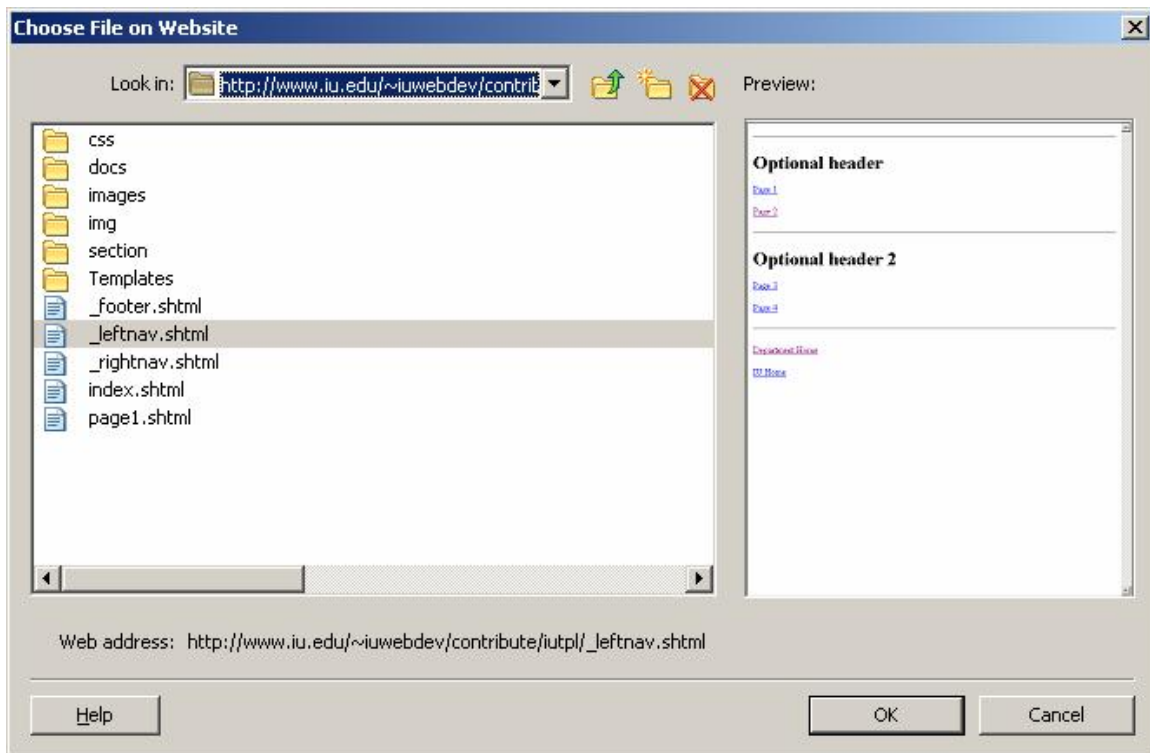 Choose File on Website
Look in: http://www.iu.edu/~iuwebdev/contrib
Preview:
css
docs
images
img
section
Templates
_footer.shtml
_leftnav.shtml
_rightnav.shtml
index.shtml
page1.shtml
Optional header
Page 1
Page 2
Optional header 2
Page 3
Page 4
Department Home
IU Home
Web address: http://www.iu.edu/~iuwebdev/contribute/iutpl/_leftnav.shtml
Help
OK
Cancel